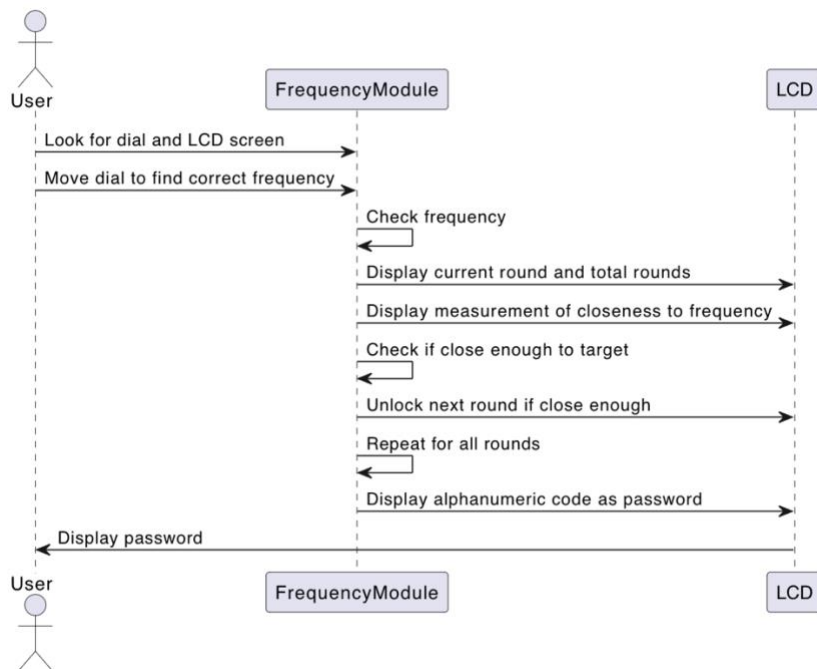 User
FrequencyModule
LCD
Look for dial and LCD screen
Move dial to find correct frequency
Check frequency
Display current round and total rounds
Display measurement of closeness to frequency
Check if close enough to target
Unlock next round if close enough
Repeat for all rounds
Display alphanumeric code as password
Display password
User
FrequencyModule
LCD